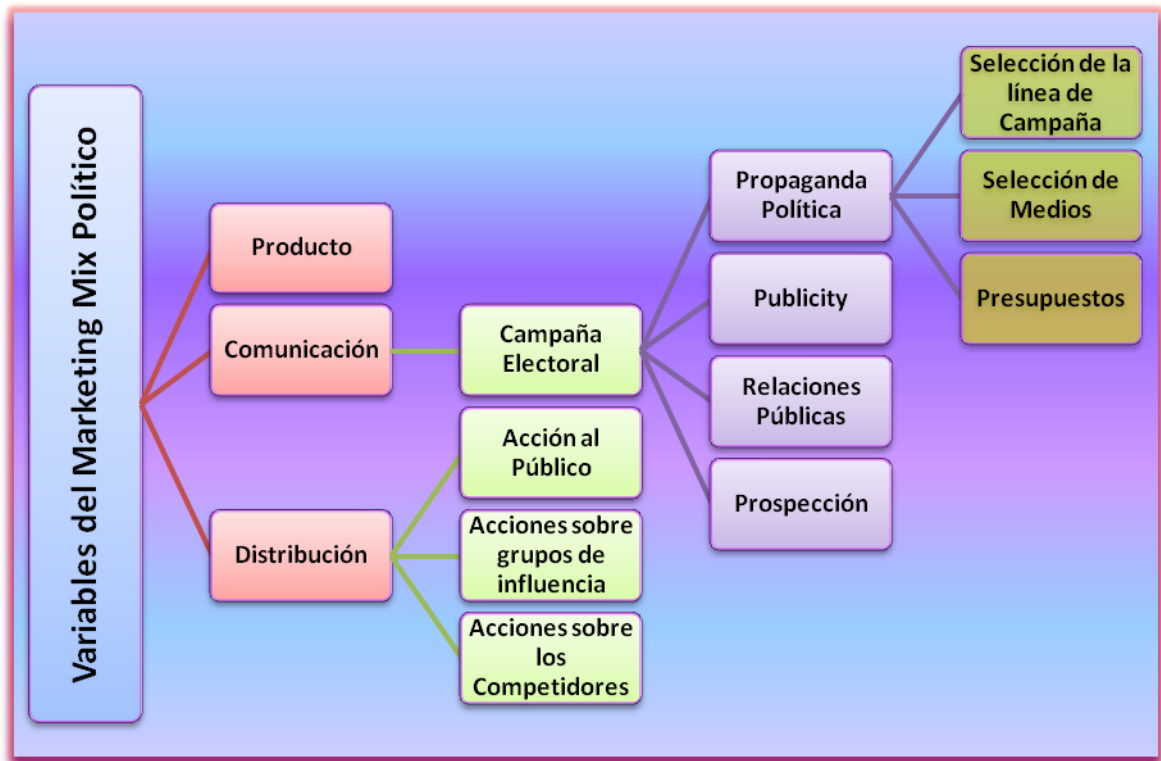 Variables del Marketing Mix Político
Producto
Comunicación
Distribución
Campaña
Electoral
Acción al
Público
Acciones sobre
grupos de
influencia
Acciones sobre
los
Competidores
Propaganda
Política
Publicity
Relaciones
Públicas
Prospección
Selección de la
línea de
Campaña
Selección de
Medios
Presupuestos